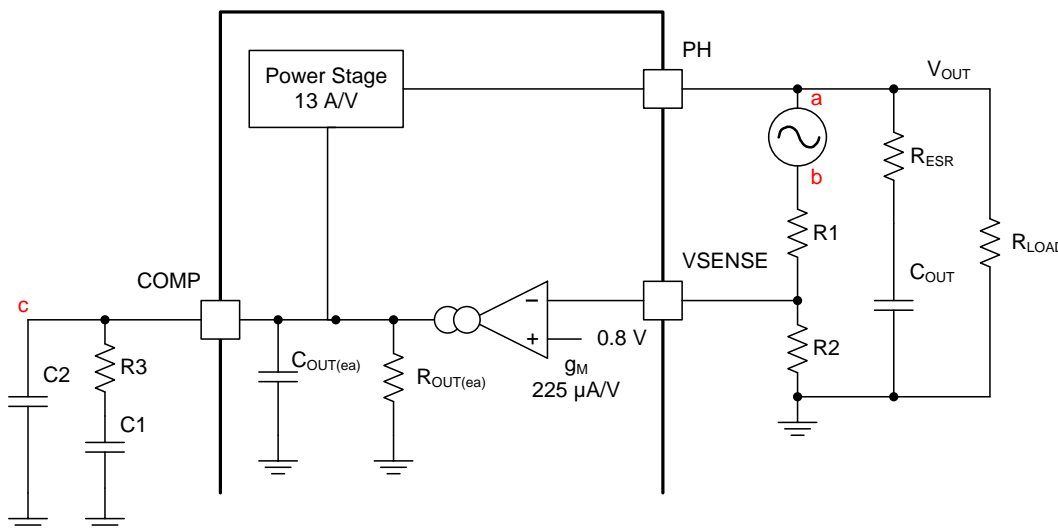 PH
Power Stage
13 A/V
a
VOUT
RESR
b
R1
RLOAD
VSENSE
COMP
COUT
c
0.8 V
R3
COUT(ea)
ROUT(ea)
gM
225 µA/V
R2
C2
C1